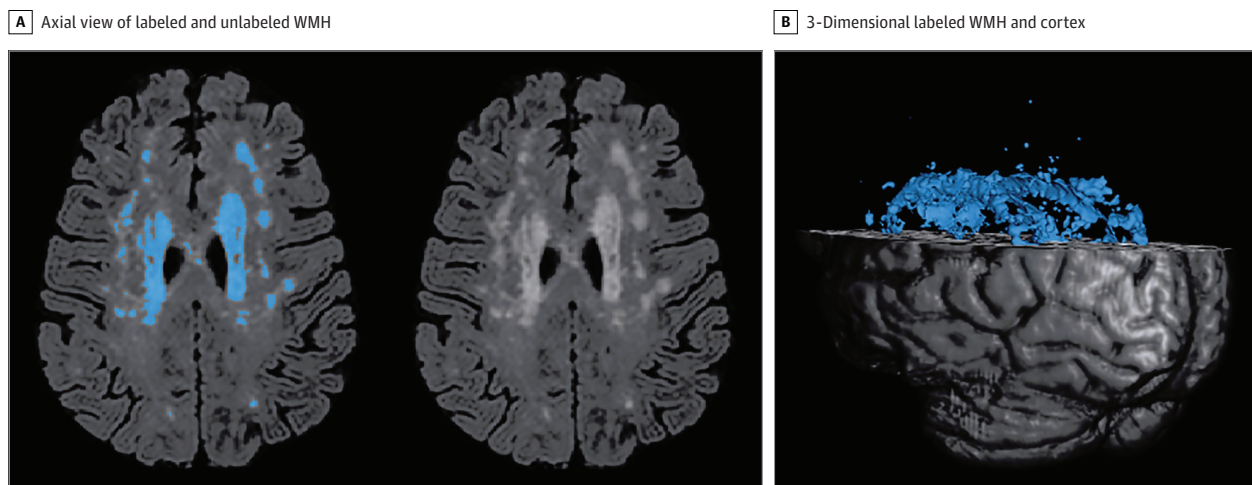 A Axial view of labeled and unlabeled WMH
B 3-Dimensional labeled WMH and cortex